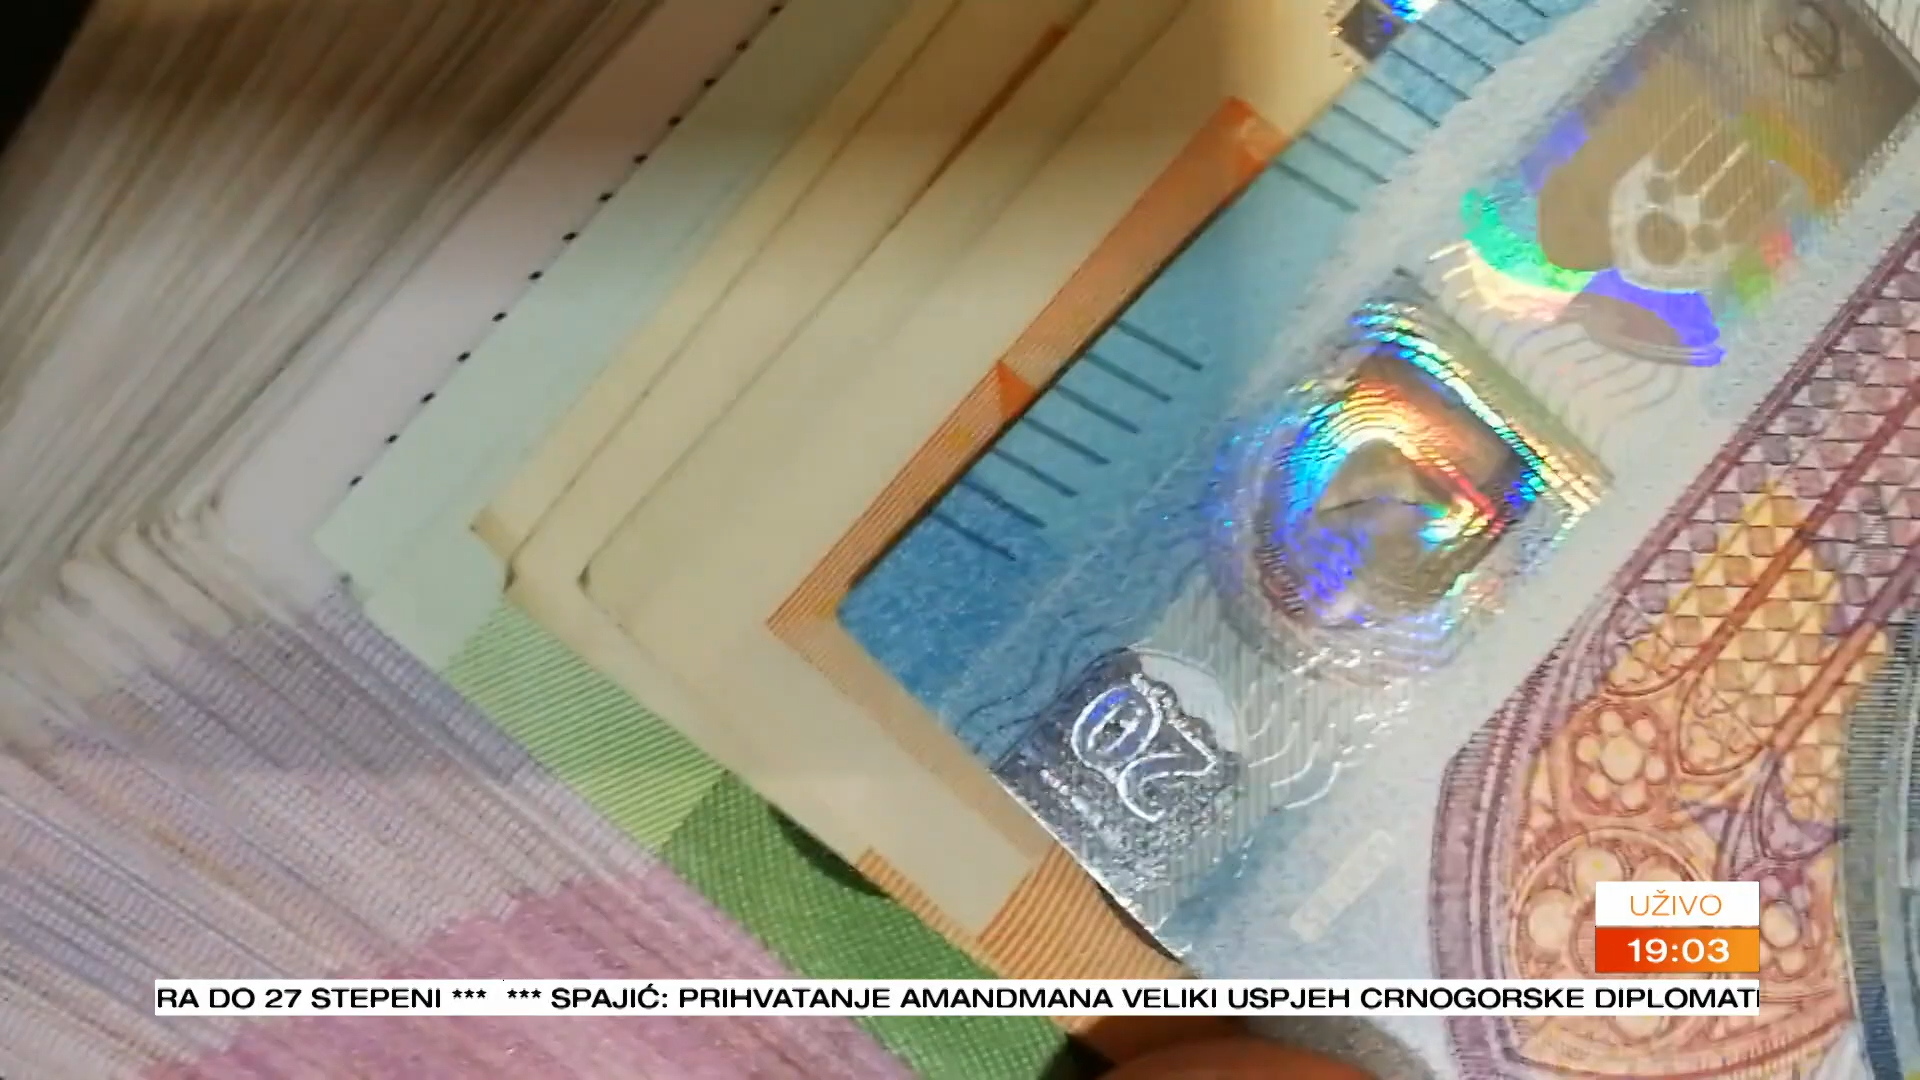 20
UŽIVO
19:03
RA DO 27 STEPENI *** *** SPAJIĆ: PRIHVATANJE AMANDMANA VELIKI USPJEH CRNOGORSKE DIPLOMATI